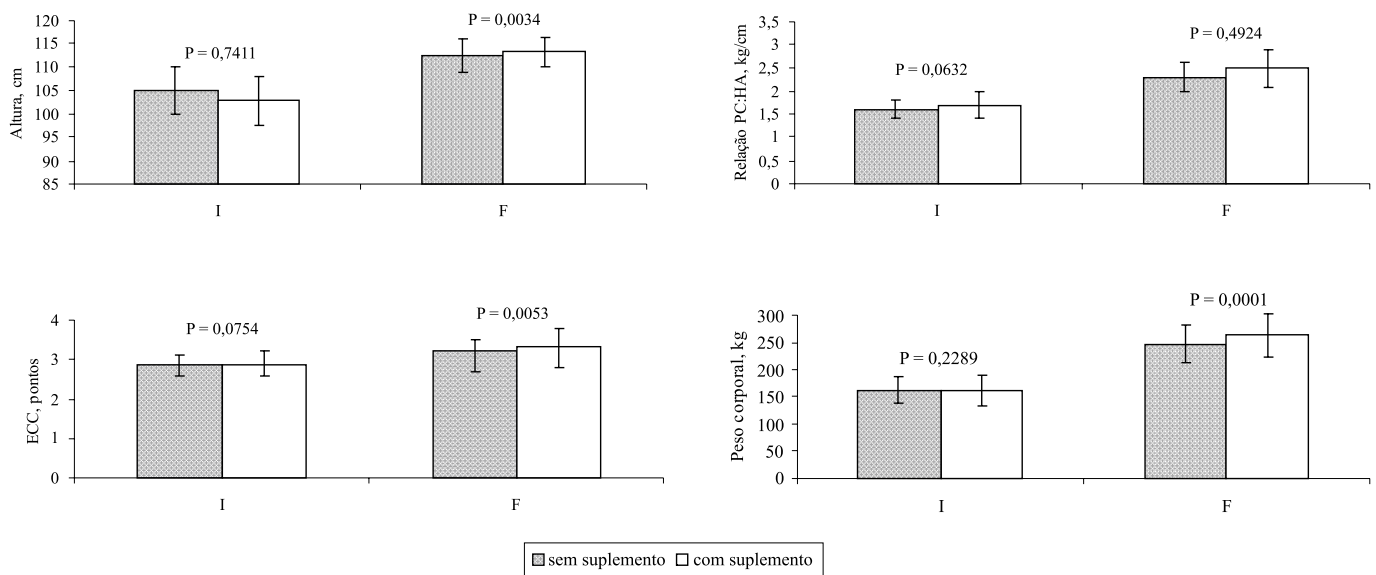 Altura, cm
120
115
110
105
100
95
90
85
P = 0,7411
P = 0,0034
I
F
Relação PC:HA, kg/cm
3,5
3
2,5
2
1,5
1
0,5
0
P = 0,0632
P = 0,4924
I
F
ECC, pontos
4
3
2
1
0
P = 0,0754
P = 0,0053
I
F
Peso corporal, kg
300
250
200
150
100
50
0
P = 0,2289
P = 0,0001
I
F
sem suplemento com suplemento